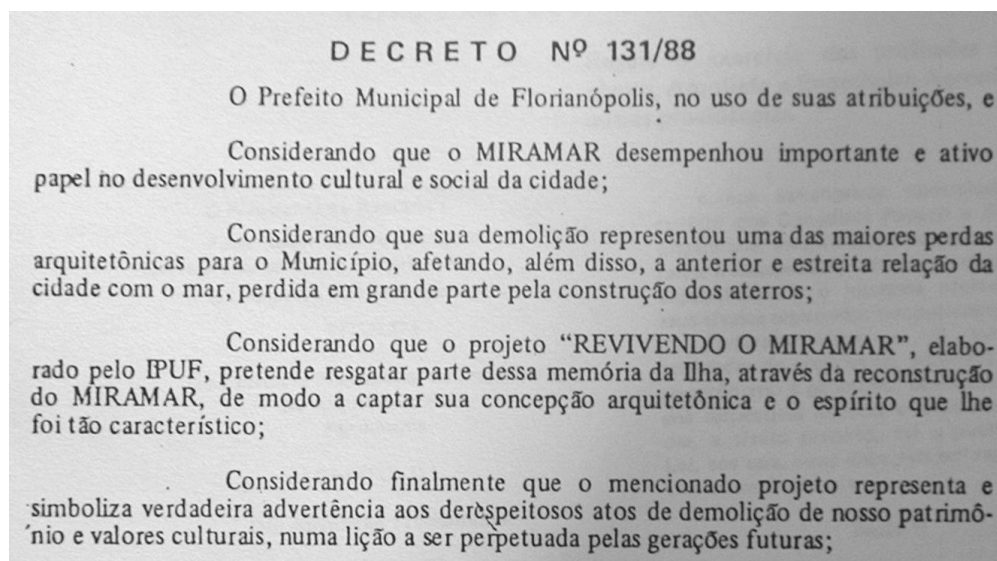 DECRETO Nº 131/88
O Prefeito Municipal de Florianópolis, no uso de suas atribuições, e
Considerando que o MIRAMAR desempenhou importante e ativo
papel no desenvolvimento cultural e social da cidade;
Considerando que sua demolição representou uma das maiores perdas
arquitetônicas para o Município, afetando, além disso, a anterior e estreita relação da
cidade com o mar, perdida em grande parte pela construção dos aterros;
Considerando que o projeto “REVIVENDO O MIRAMAR”, elabo-
rado pelo IPUF, pretende resgatar parte dessa memória da Ilha, através da reconstrução
do MIRAMAR, de modo a captar sua concepção arquitetônica e o espírito que lhe
foi tão característico;
Considerando finalmente que o mencionado projeto representa e
simboliza verdadeira advertência aos derèspeitosos atos de demolição de nosso patrimô-
nio e valores culturais, numa lição a ser perpetuada pelas gerações futuras;